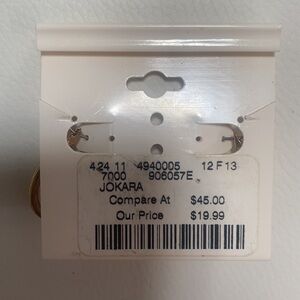 424 11 4940005 12 F 13
7000 906057E
JOKARA
Compare At $45.00
Our Price $19.99